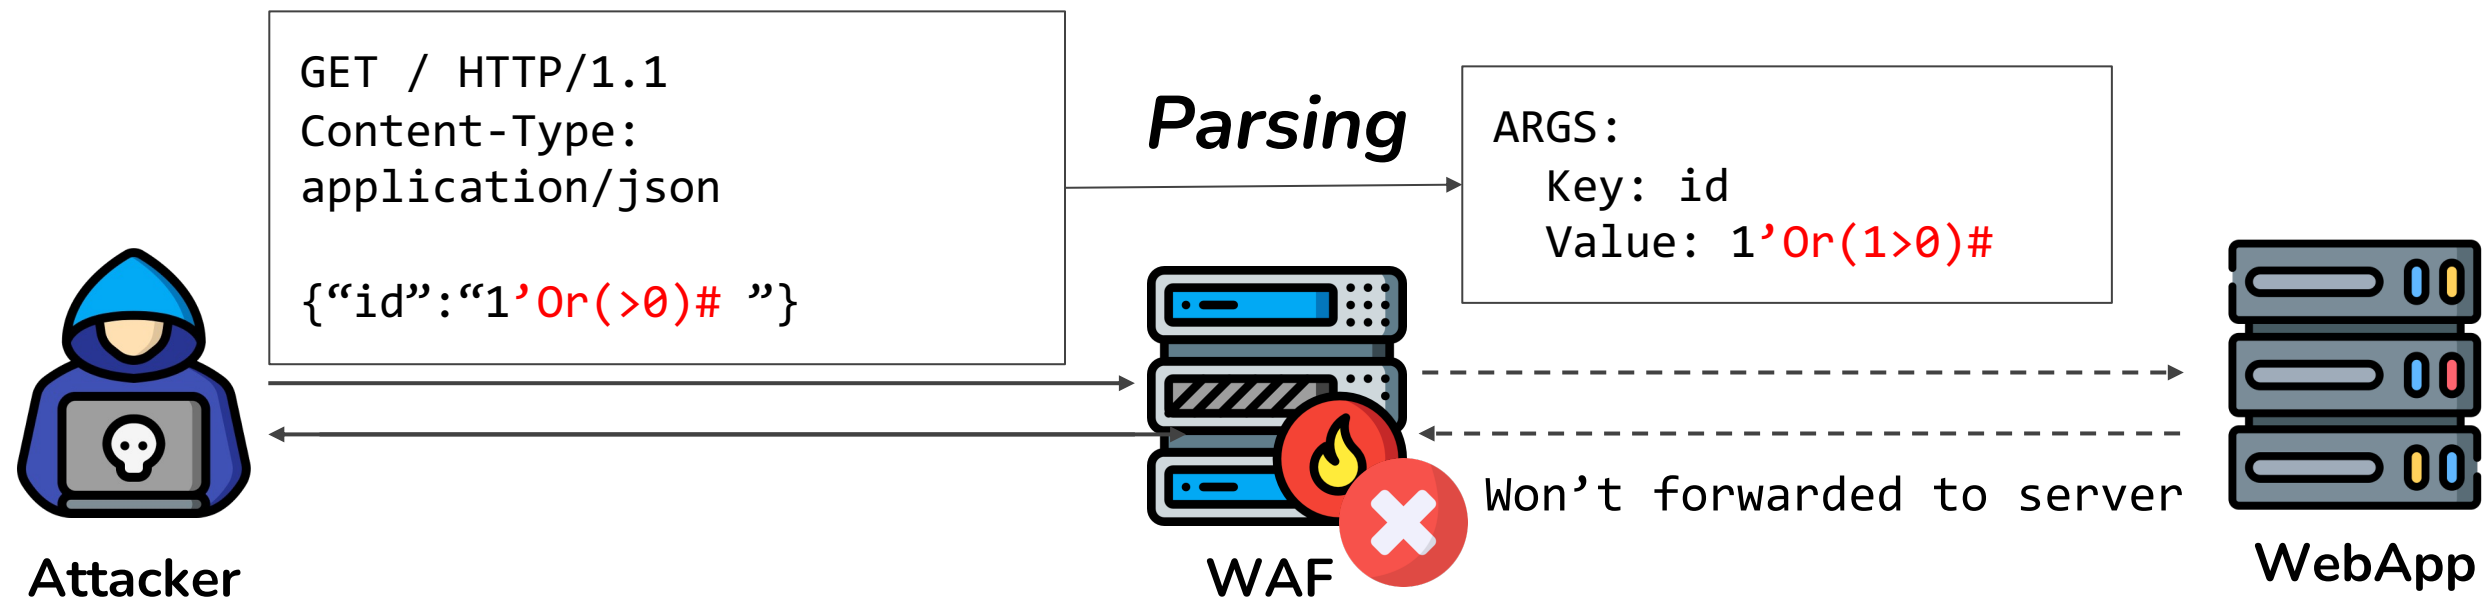 GET / HTTP/1.1
Content-Type:
application/json
{“id”:“1’Or(>0)# ”}
Parsing
ARGS:
Key: id
Value: 1’Or(1>0)#
Won’t forwarded to server
Attacker
WAF
WebApp